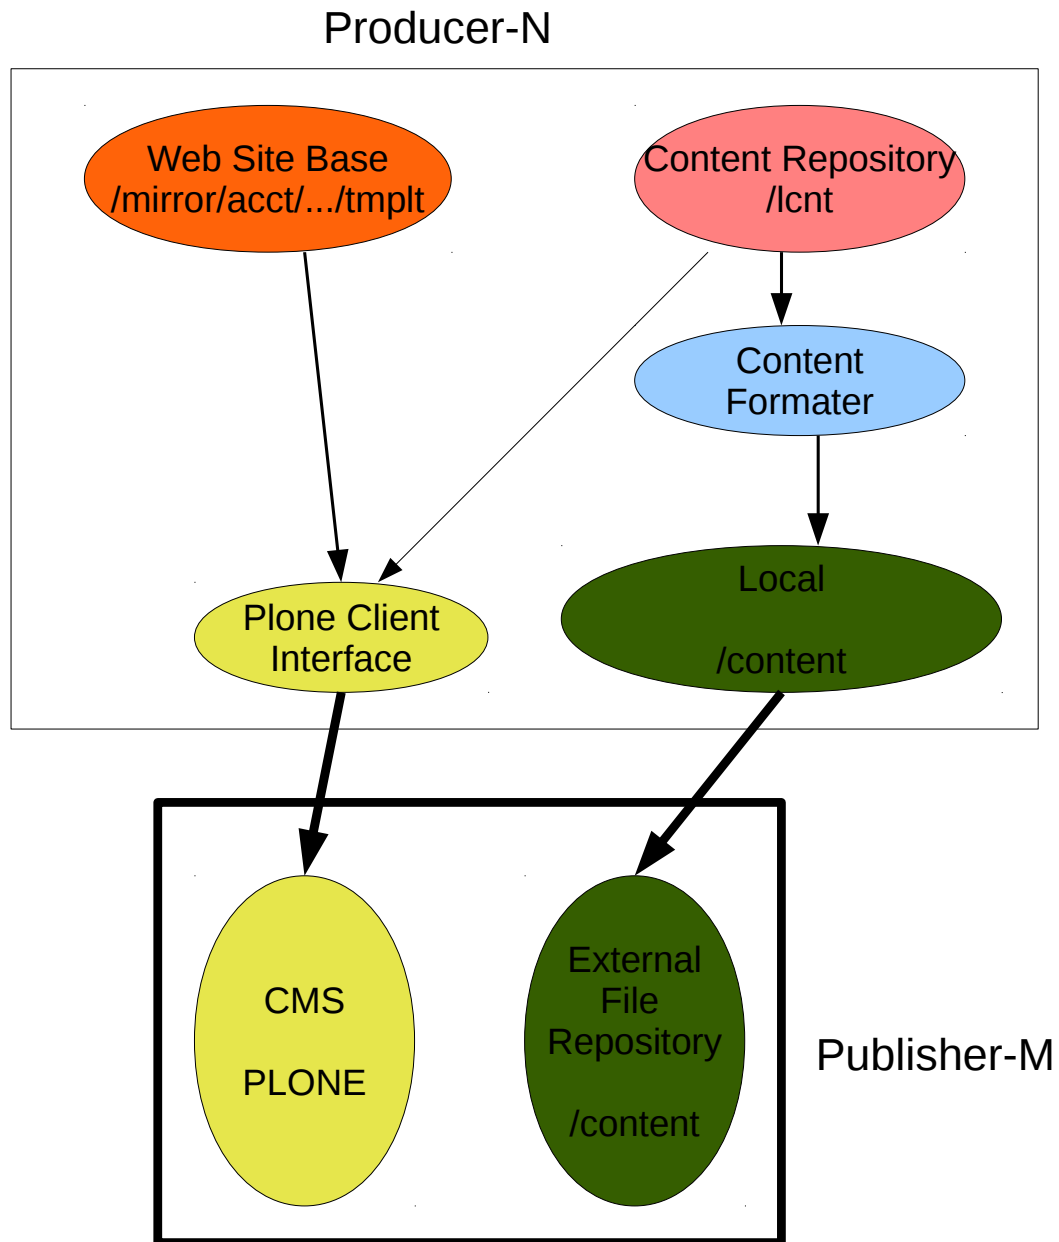 Producer-N
Web Site Base
/mirror/acct/.../tmplt
Content Repository
/lcnt
Content
Formater
Local
/content
Plone Client
Interface
CMS
PLONE
External
File
Repository
/content
Publisher-M